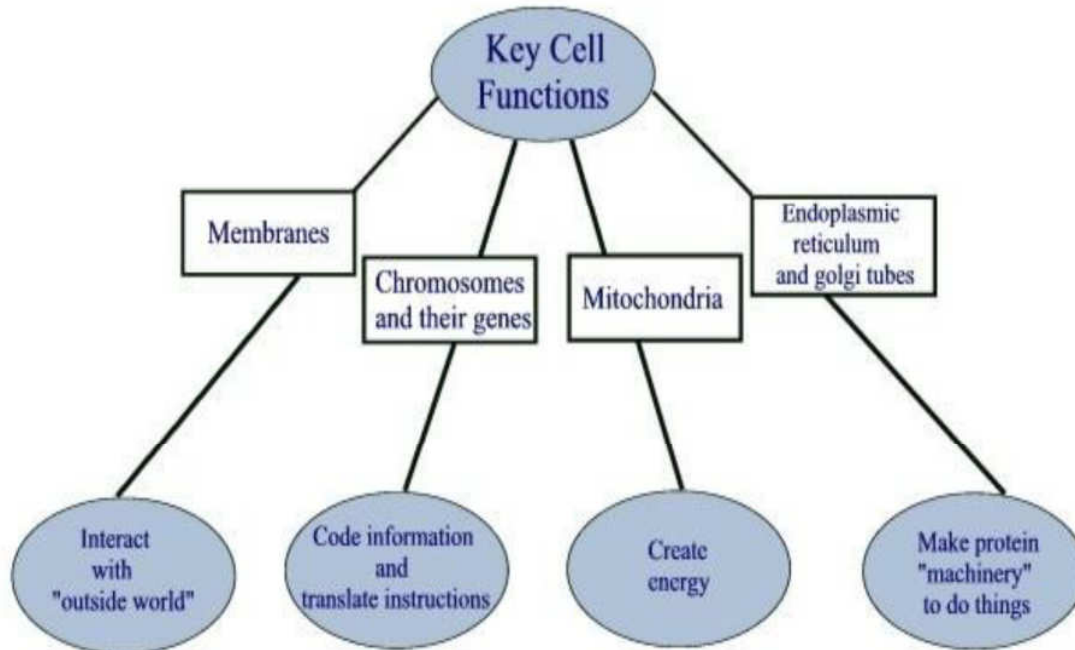 Key Cell
Functions
Membranes
Chromosomes
and their genes
Mitochondria
Endoplasmic
reticulum
and golgi tubes
Interact
with
"outside world"
Code information
and
translate instructions
Create
energy
Make protein
"machinery"
to do things